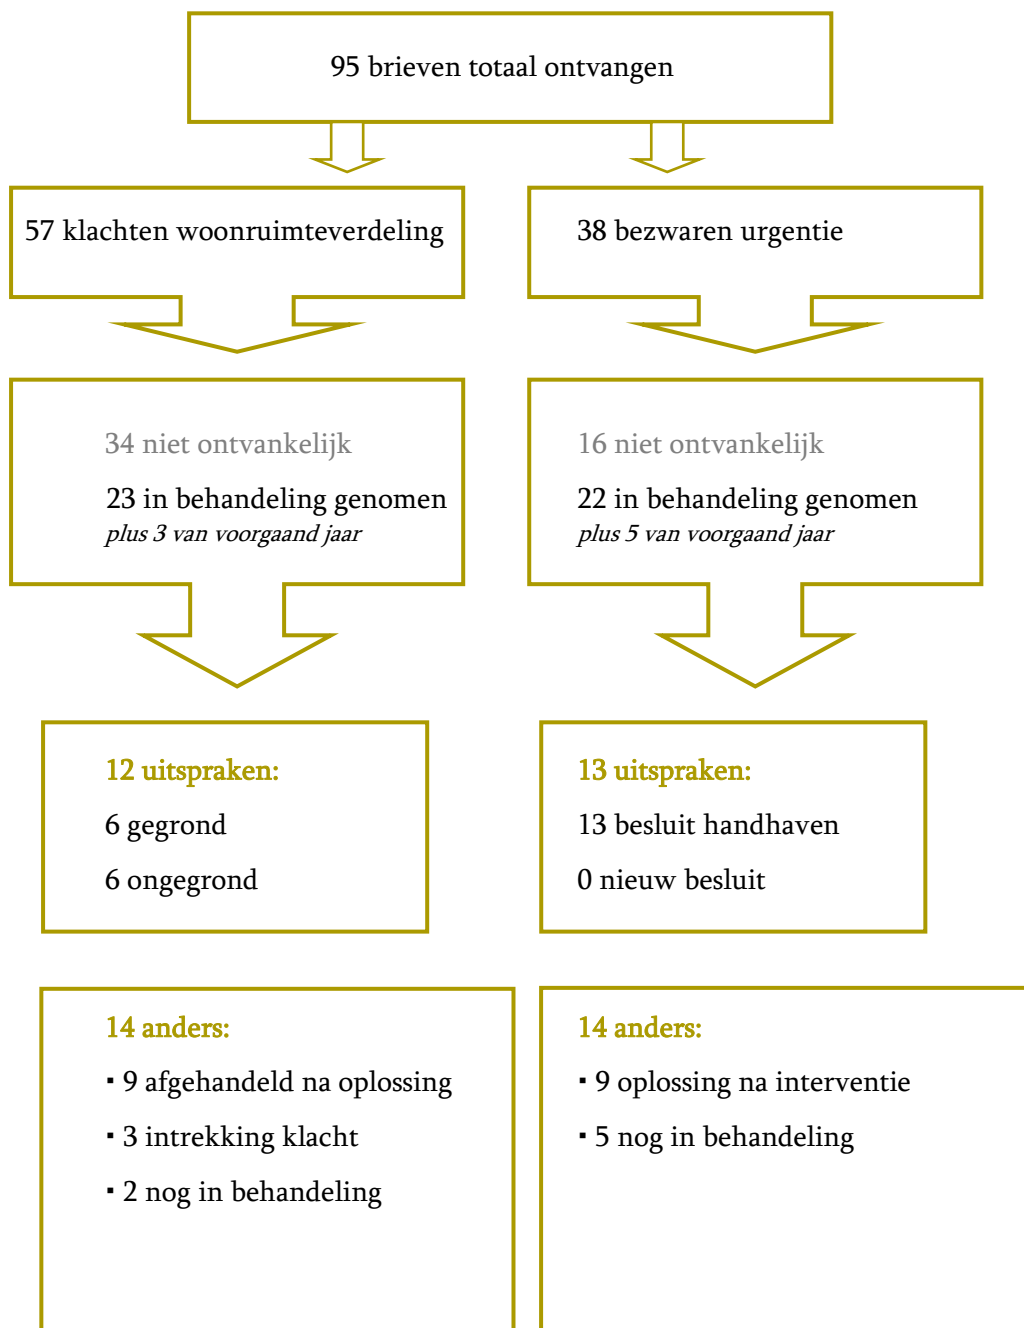 95 brieven totaal ontvangen
57 klachten woonruimteverdeling
38 bezwaren urgentie
34 niet ontvankelijk
23 in behandeling genomen
plus 3 van voorgaand jaar
16 niet ontvankelijk
22 in behandeling genomen
plus 5 van voorgaand jaar
12 uitspraken:
6 gegrond
6 ongegrond
13 uitspraken:
13 besluit handhaven
0 nieuw besluit
14 anders:
▪ 9 afgehandeld na oplossing
▪ 3 intrekking klacht
▪ 2 nog in behandeling
14 anders:
▪ 9 oplossing na interventie
▪ 5 nog in behandeling